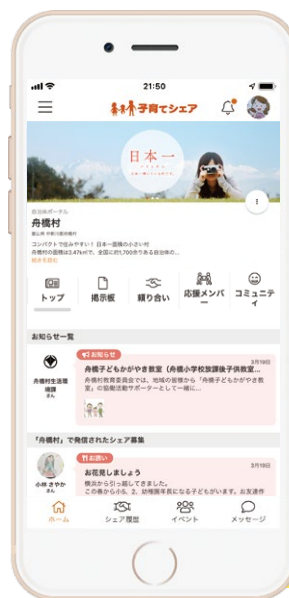 21:50
子育てシェア
日本一
自治体ポータル
舟橋村
富山県 中新川郡舟橋村
コンパクトで住みやすい！ 日本一面積の小さい村
舟橋村の面積は3.47k㎡で、全国に約1,700余りある自治体の...
続きを読む
トップ
掲示板
頼り合い
応援メンバー
コミュニティ
お知らせ一覧
お知らせ
3月19日
舟橋村生活環境課
さん
舟橋子どもかがやき教室（舟橋小学校放課後子供教室...
舟橋村教育委員会では、地域の皆様から「舟橋子どもかがやき教室」の協働活動サポーターとして一緒に...
「舟橋村」で発信されたシェア募集
お誘い
3月9日
小林 さやか
さん
お花見しましょう
横浜から引っ越してきました。
この春から小5、2、幼稚園年長になる子どもがいます。お友達作
ホーム
シェア履歴
イベント
メッセージ